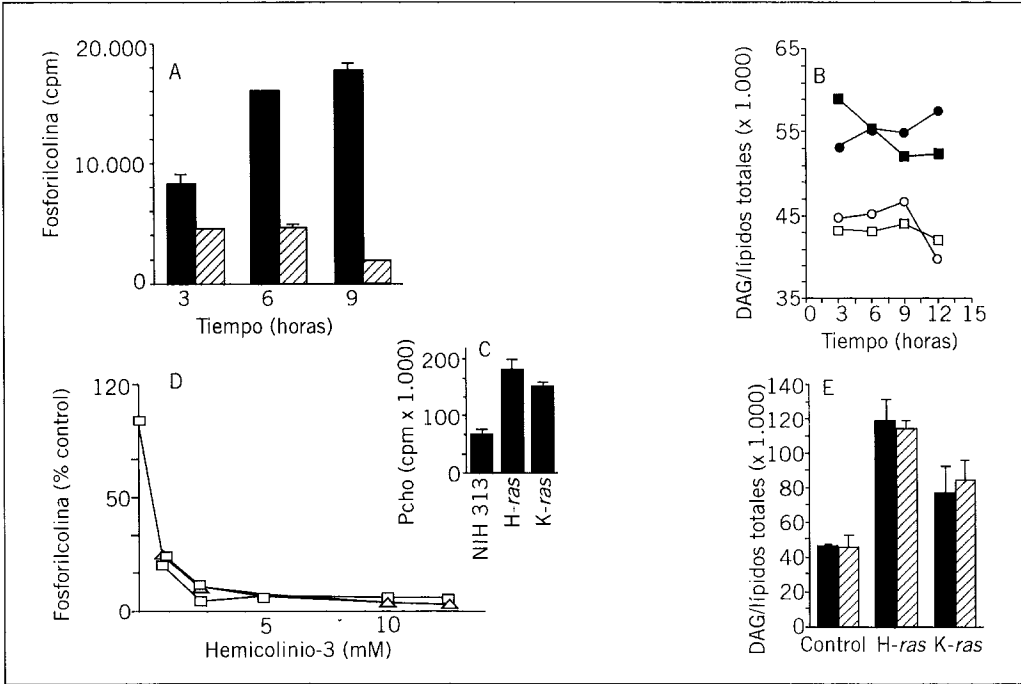 A
Fosforilcolina (cpm)
20.000
10.000
0
3 6 9
Tiempo (horas)
B
DAG/lípidos totales (x 1.000)
65
55
45
35
0 3 6 9 12 15
Tiempo (horas)
C
Pcho (cpm x 1.000)
200
100
0
NIH 313
H-ras
K-ras
D
Fosforilcolina (% control)
120
50
0
5 10
Hemicolinio-3 (mM)
E
DAG/lípidos totales (x 1.000)
140
120
100
80
60
40
20
0
Control H-ras K-ras